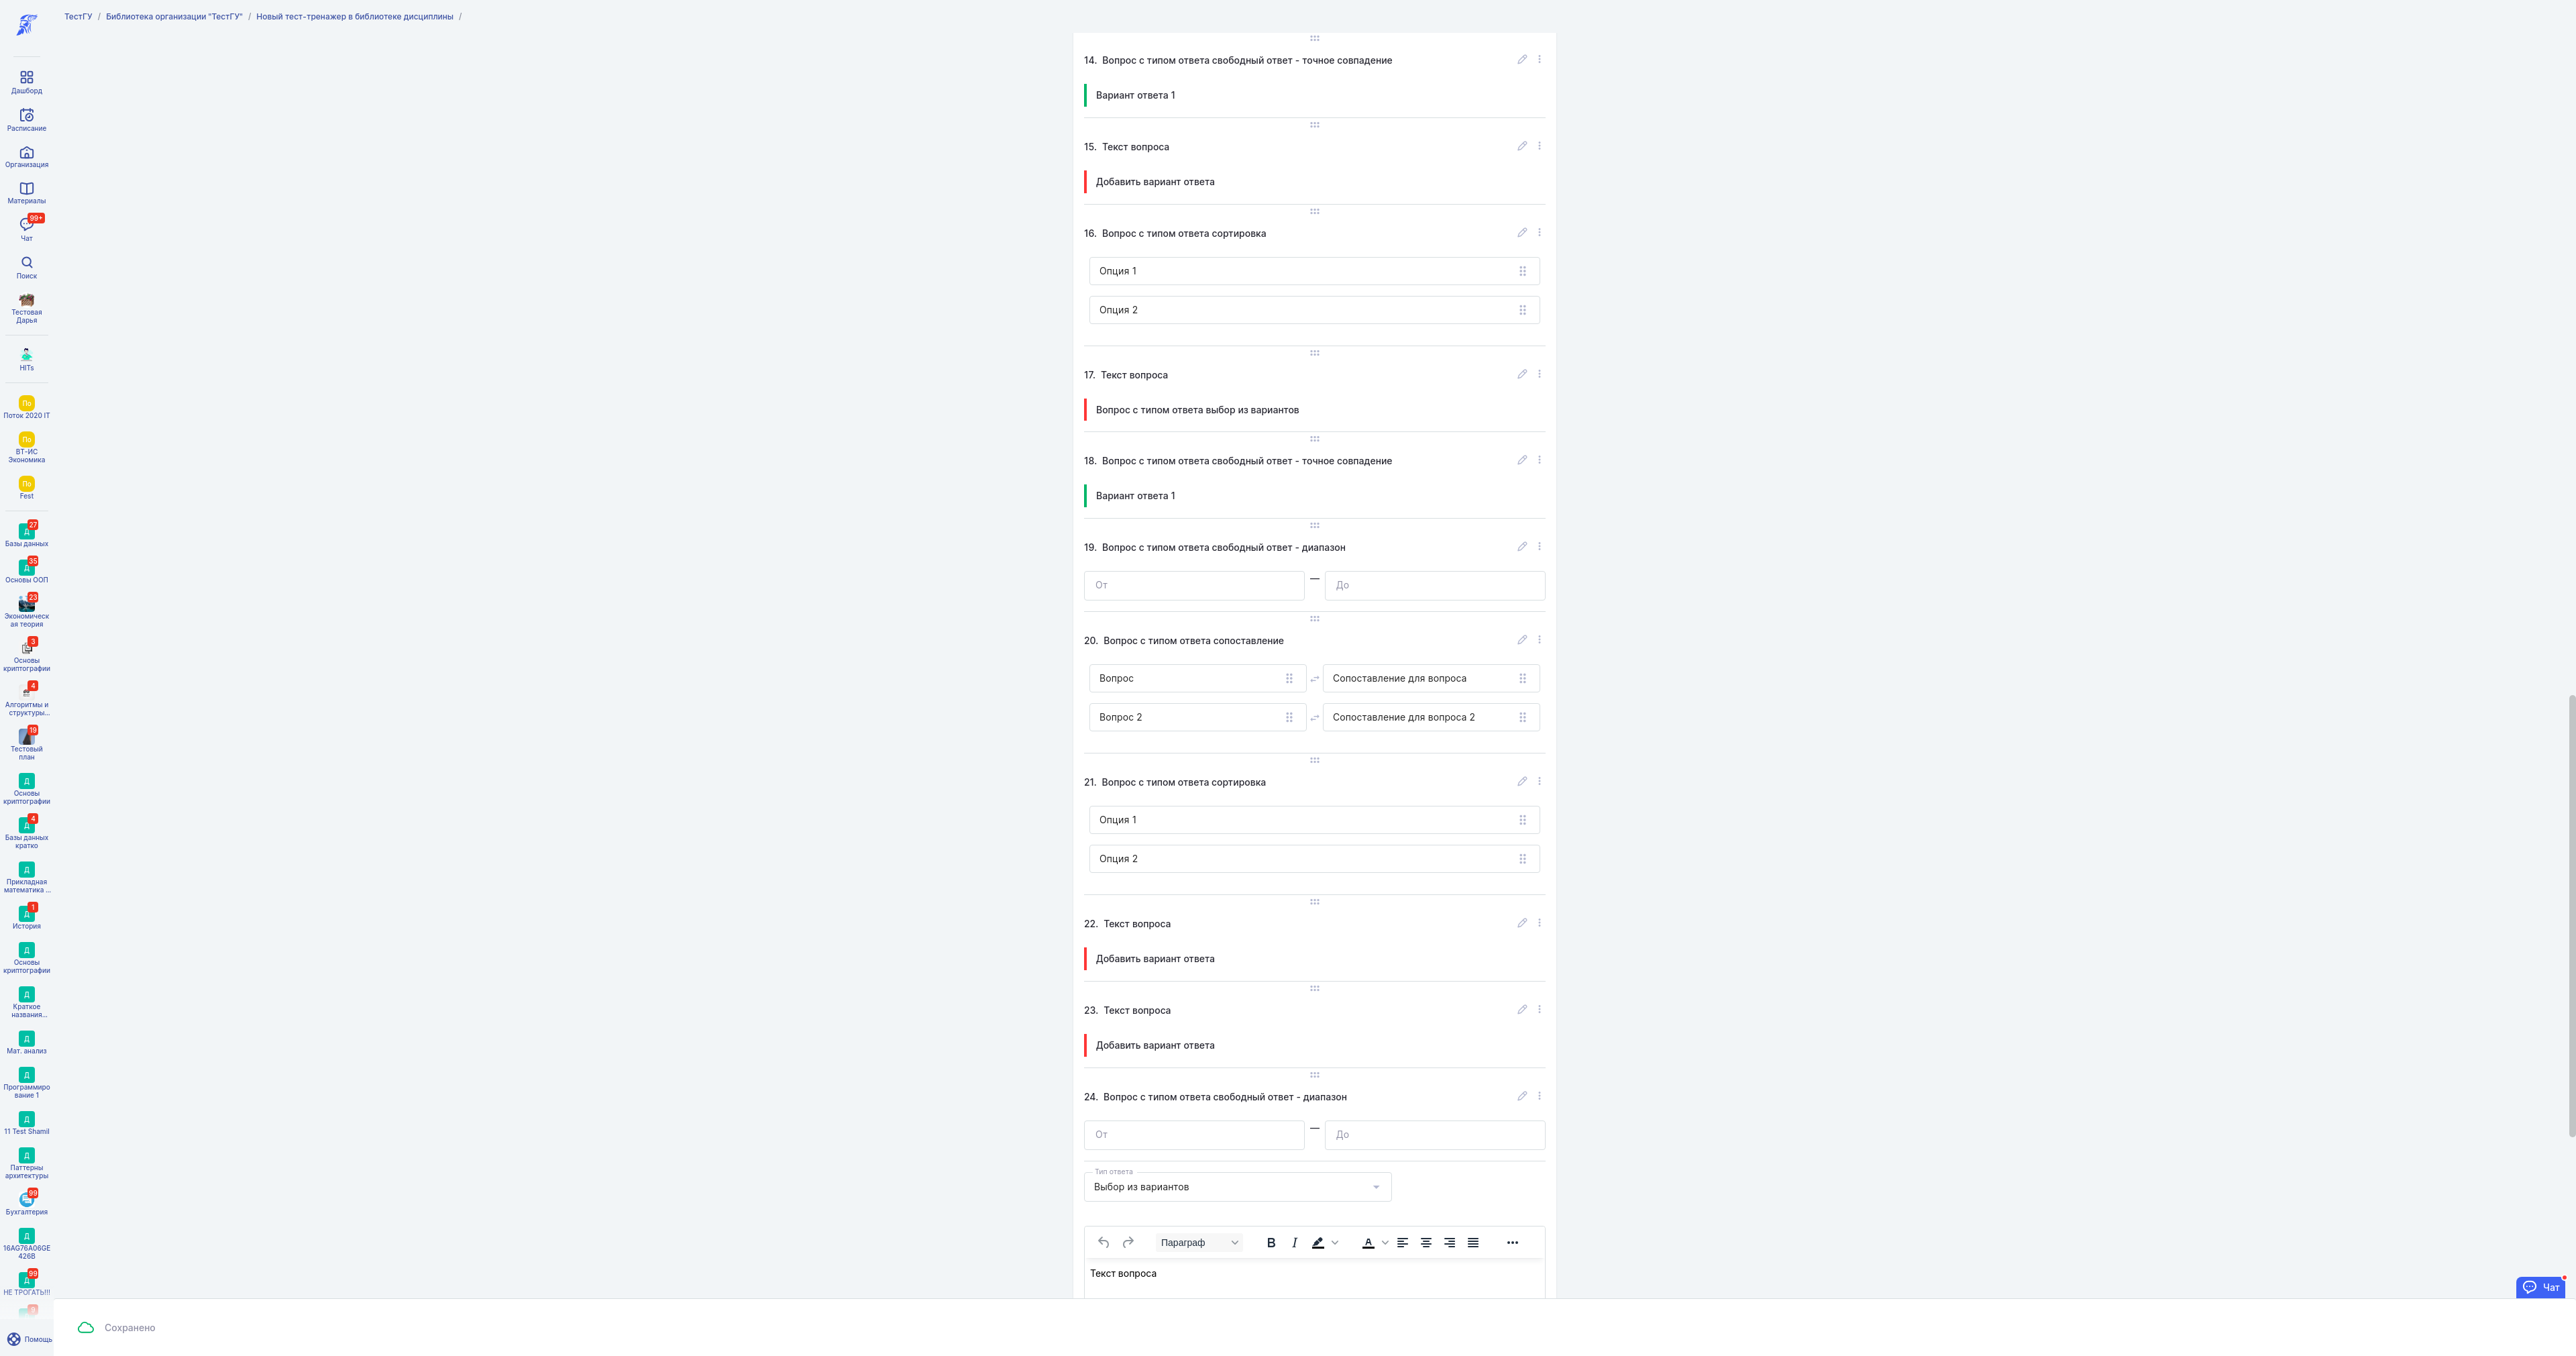 ТестГУ / Библиотека организации "ТестГУ" / Новый тест-тренажер в библиотеке дисциплины /
Дашборд
Расписание
Организация
Материалы
99+
Чат
Поиск
Тестовая
Дарья
HITs
По
Поток 2020 IT
По
ВТ-ИС
Экономика
По
Fest
27
Д
Базы данных
35
Д
Основы ООП
23
Экономическ
ая теория
3
Основы
криптографии
4
Алгоритмы и
структуры...
19
Тестовый
план
Д
Основы
криптографии
4
Д
Базы данных
кратко
Д
Прикладная
математика ...
1
Д
История
Д
Основы
криптографии
Д
Краткое
названия...
Д
Мат. анализ
Д
Программиро
вание 1
Д
11 Test Shamil
Д
Паттерны
архитектуры
99
Бухгалтерия
Д
16AG76A06GE
426B
99
Д
НЕ ТРОГАТЬ!!!
Помощь
14. Вопрос с типом ответа свободный ответ - точное совпадение
Вариант ответа 1
15. Текст вопроса
Добавить вариант ответа
16. Вопрос с типом ответа сортировка
Опция 1
Опция 2
17. Текст вопроса
Вопрос с типом ответа выбор из вариантов
18. Вопрос с типом ответа свободный ответ - точное совпадение
Вариант ответа 1
19. Вопрос с типом ответа свободный ответ - диапазон
От — До
20. Вопрос с типом ответа сопоставление
Вопрос Сопоставление для вопроса
Вопрос 2 Сопоставление для вопроса 2
21. Вопрос с типом ответа сортировка
Опция 1
Опция 2
22. Текст вопроса
Добавить вариант ответа
23. Текст вопроса
Добавить вариант ответа
24. Вопрос с типом ответа свободный ответ - диапазон
От — До
Тип ответа
Выбор из вариантов
Параграф B I A
Текст вопроса
Чат
Сохранено